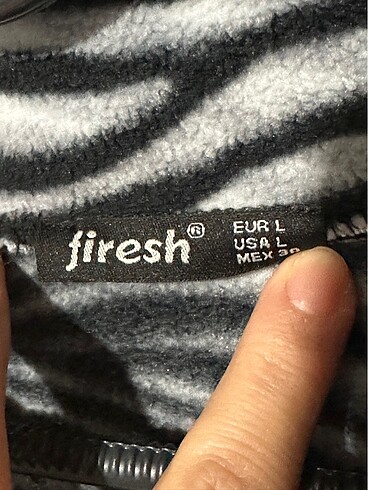 firesh®
EUR L
USA L
MEX